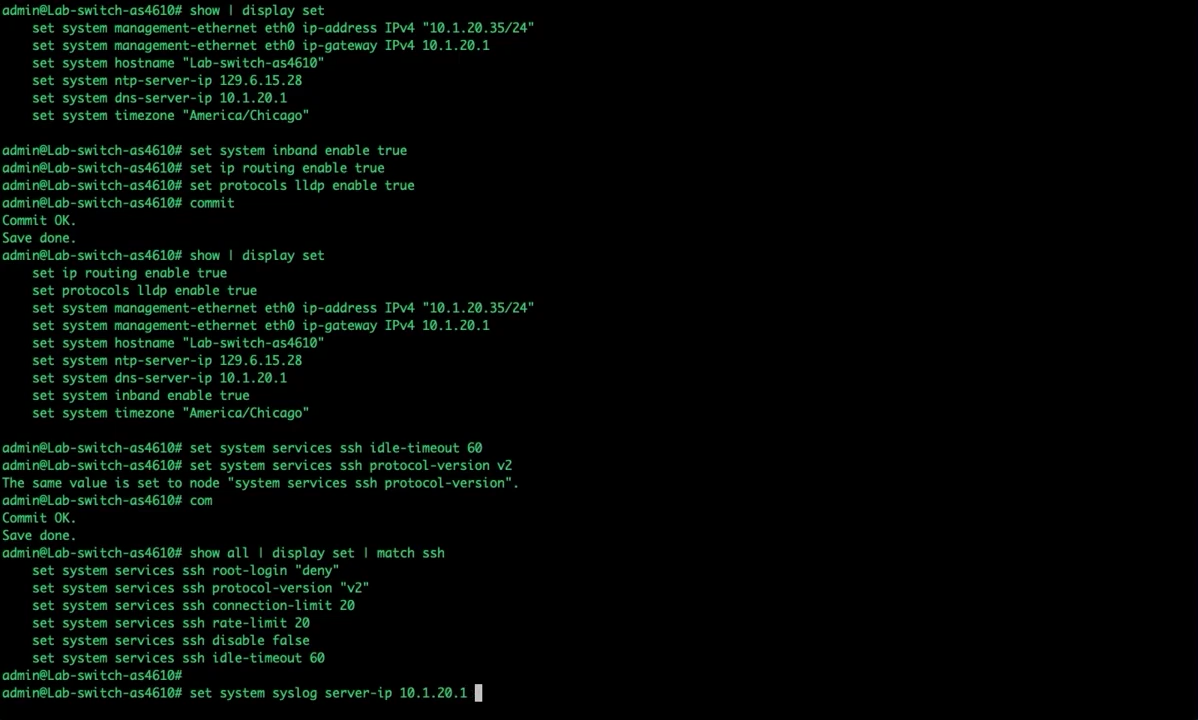 admin@Lab-switch-as4610# show | display set
set system management-ethernet eth0 ip-address IPv4 "10.1.20.35/24"
set system management-ethernet eth0 ip-gateway IPv4 10.1.20.1
set system hostname "Lab-switch-as4610"
set system ntp-server-ip 129.6.15.28
set system dns-server-ip 10.1.20.1
set system timezone "America/Chicago"
admin@Lab-switch-as4610# set system inband enable true
admin@Lab-switch-as4610# set ip routing enable true
admin@Lab-switch-as4610# set protocols lldp enable true
admin@Lab-switch-as4610# commit
Commit OK.
Save done.
admin@Lab-switch-as4610# show | display set
set ip routing enable true
set protocols lldp enable true
set system management-ethernet eth0 ip-address IPv4 "10.1.20.35/24"
set system management-ethernet eth0 ip-gateway IPv4 10.1.20.1
set system hostname "Lab-switch-as4610"
set system ntp-server-ip 129.6.15.28
set system dns-server-ip 10.1.20.1
set system inband enable true
set system timezone "America/Chicago"
admin@Lab-switch-as4610# set system services ssh idle-timeout 60
admin@Lab-switch-as4610# set system services ssh protocol-version v2
The same value is set to node "system services ssh protocol-version".
admin@Lab-switch-as4610# com
Commit OK.
Save done.
admin@Lab-switch-as4610# show all | display set | match ssh
set system services ssh root-login "deny"
set system services ssh protocol-version "v2"
set system services ssh connection-limit 20
set system services ssh rate-limit 20
set system services ssh disable false
set system services ssh idle-timeout 60
admin@Lab-switch-as4610#
admin@Lab-switch-as4610# set system syslog server-ip 10.1.20.1